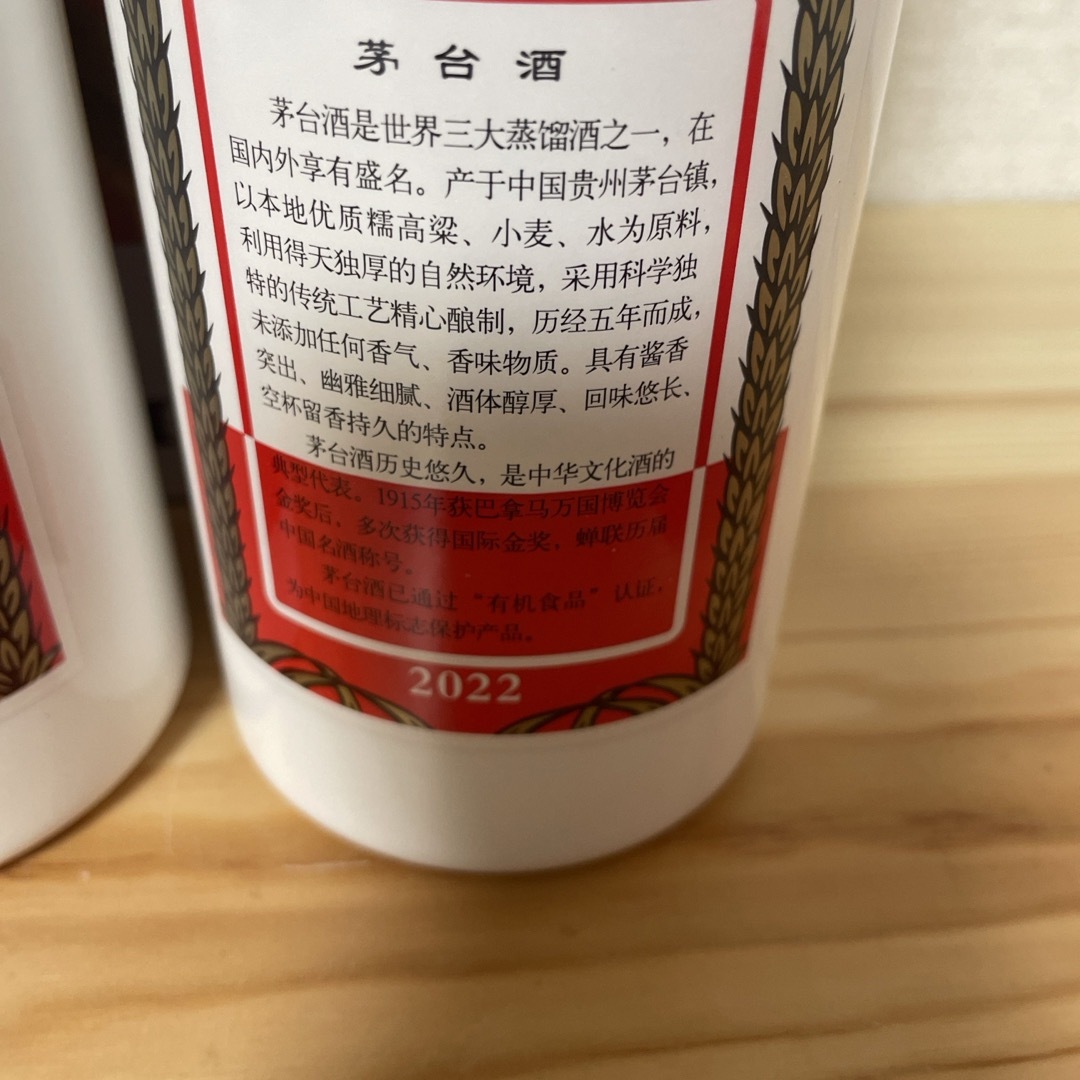 茅台酒
茅台酒是世界三大蒸馏酒之一，在
国内外享有盛名。产于中国贵州茅台镇，
以本地优质糯高粱、小麦、水为原料，
利用得天独厚的自然环境，采用科学独
特的传统工艺精心酿制，历经五年而成，
未添加任何香气、香味物质。具有酱香
突出、幽雅细腻、酒体醇厚、回味悠长、
空杯留香持久的特点。
茅台酒历史悠久，是中华文化酒的
典型代表。1915年获巴拿马万国博览会
金奖后，多次获得国际金奖，蝉联历届
中国名酒称号。
茅台酒已通过“有机食品”认证，
为中国地理标志保护产品。
2022